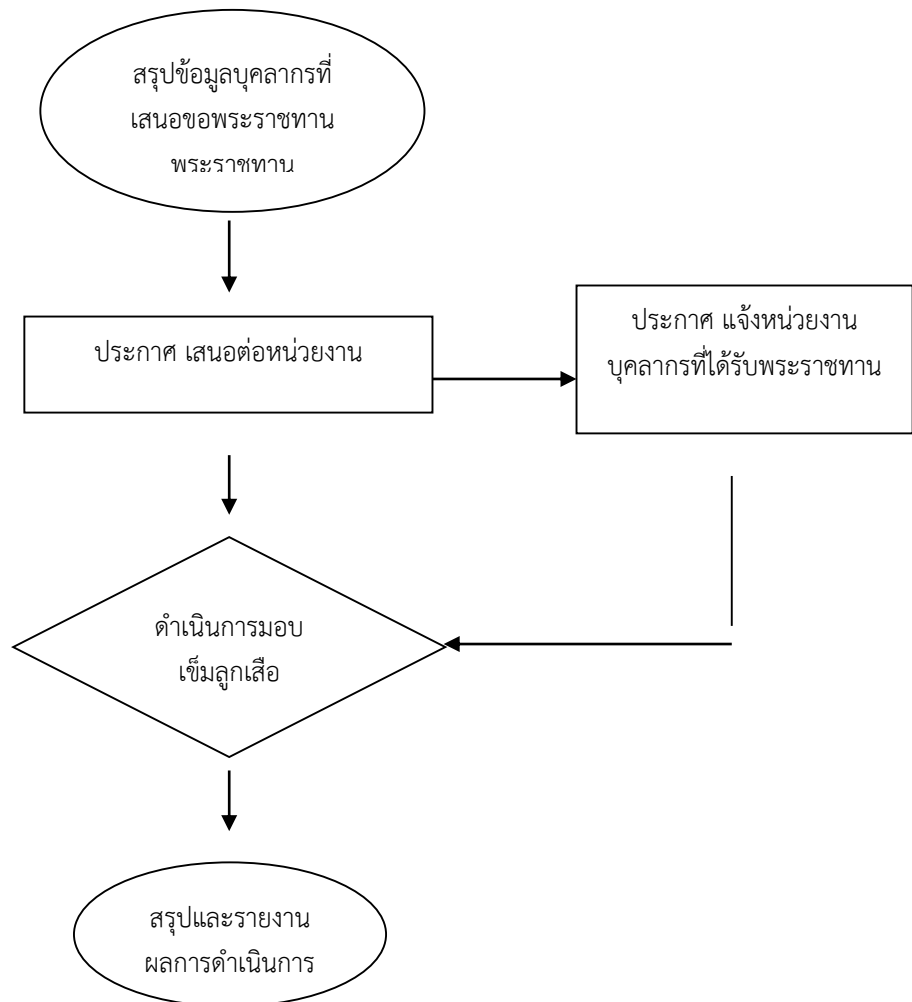 สรุปข้อมูลบุคลากรที่
เสนอขอพระราชทาน
พระราชทาน
ประกาศ เสนอต่อหน่วยงาน
ประกาศ แจ้งหน่วยงาน
บุคลากรที่ได้รับพระราชทาน
ดำเนินการมอบ
เข็มลูกเสือ
สรุปและรายงาน
ผลการดำเนินการ